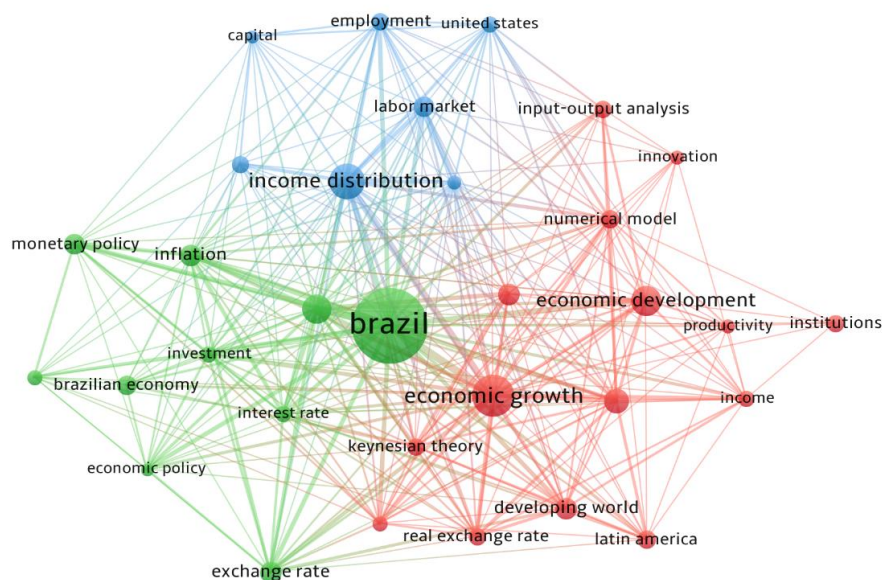 employment
united states
capital
labor market
input-output analysis
innovation
income distribution
numerical model
monetary policy
inflation
economic development
brazil
productivity
institutions
investment
brazilian economy
economic growth
income
interest rate
keynesian theory
economic policy
developing world
real exchange rate
latin america
exchange rate